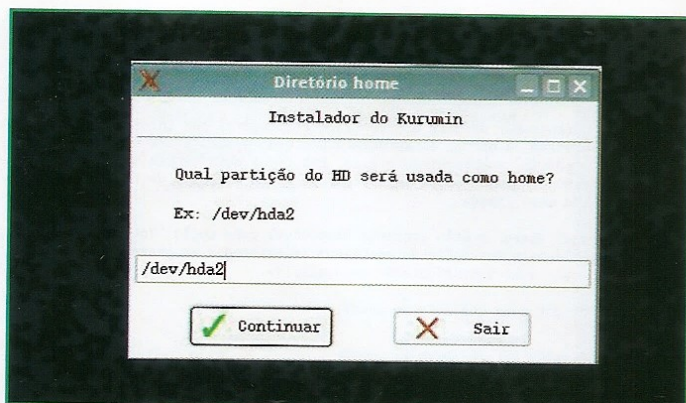 Diretório home
Instalador do Kurumin
Qual partição do HD será usada como home?
Ex: /dev/hda2
/dev/hda2
Continuar
Sair